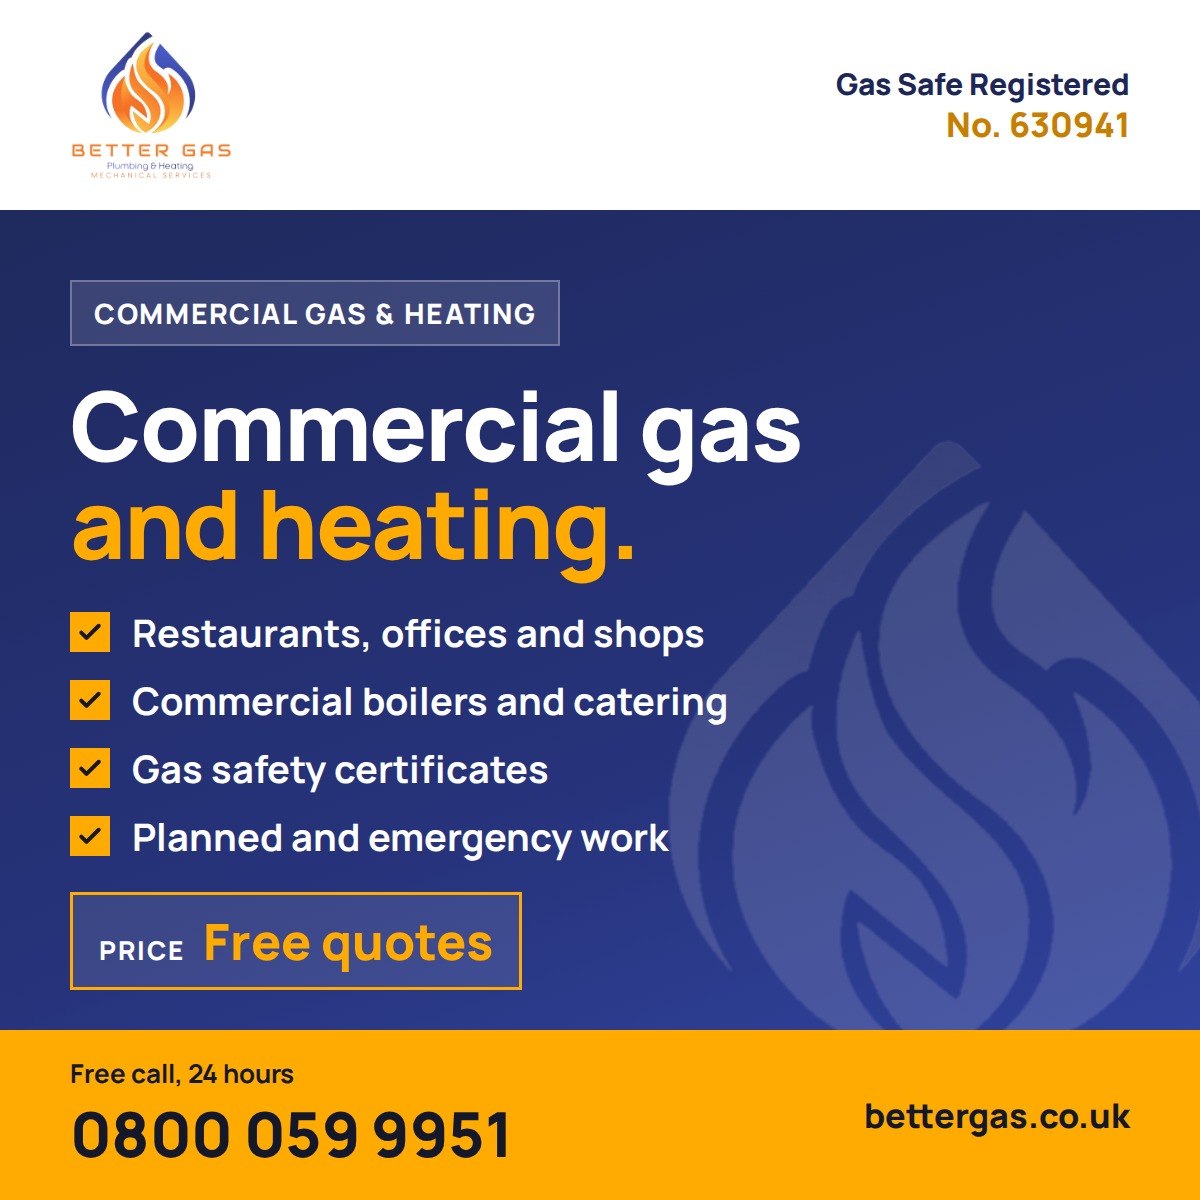 BETTER GAS
Plumbing & Heating
MECHANICAL SERVICES
Gas Safe Registered
No. 630941
COMMERCIAL GAS & HEATING
Commercial gas
and heating.
Restaurants, offices and shops
Commercial boilers and catering
Gas safety certificates
Planned and emergency work
PRICE Free quotes
Free call, 24 hours
0800 059 9951
bettergas.co.uk